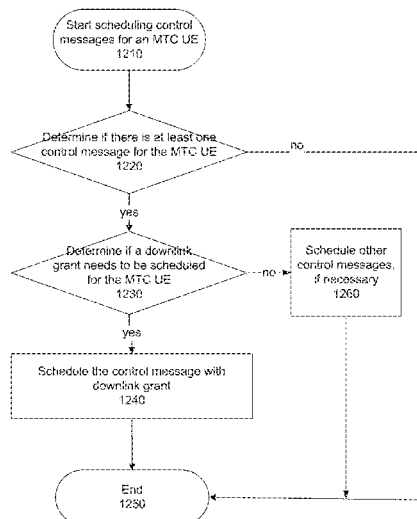 Start scheduling control
messages for an MTC UE
1210
Determine if there is at least one
control message for the MTC UE
1220
no
yes
Determine if a downlink
grant needs to be scheduled
for the MTC UE
1230
no
Schedule other
control messages,
if necessary
1260
yes
Schedule the control message with
downlink grant
1240
End
1250